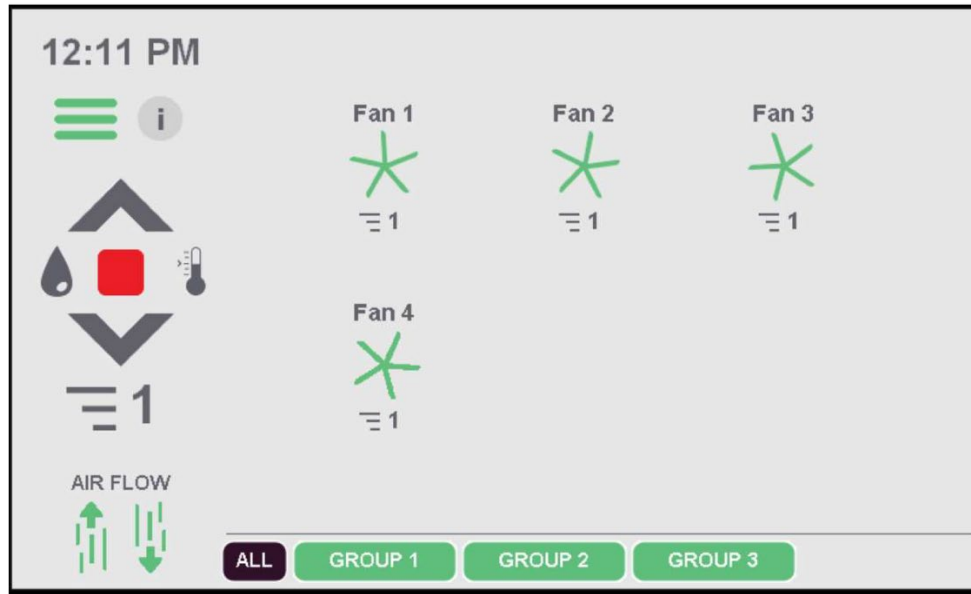 12:11 PM
i
Fan 1
Fan 2
Fan 3
1
1
1
Fan 4
1
1
AIR FLOW
ALL
GROUP 1
GROUP 2
GROUP 3